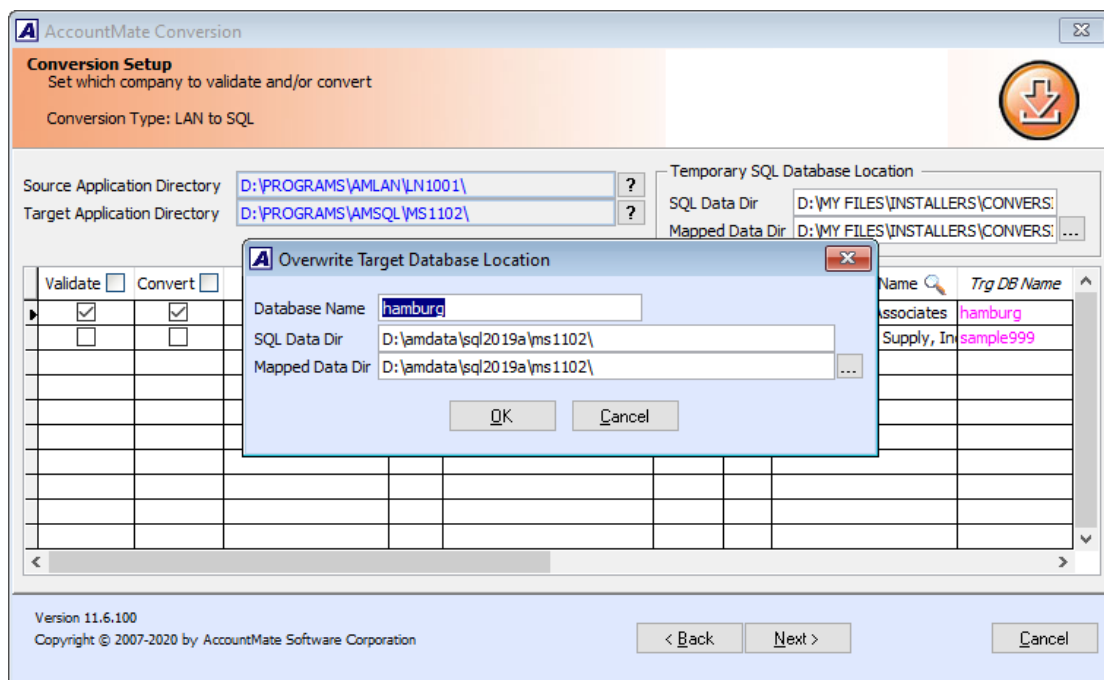 AccountMate Conversion
Conversion Setup
Set which company to validate and/or convert
Conversion Type: LAN to SQL
Source Application Directory D:\PROGRAMS\AMLAN\LN1001\ ?
Target Application Directory D:\PROGRAMS\AMSQL\MS1102\ ?
Temporary SQL Database Location
SQL Data Dir D:\MY FILES\INSTALLERS\CONVERS
Mapped Data Dir D:\MY FILES\INSTALLERS\CONVERS ...
Validate Convert Name Trg DB Name
Associates hamburg
Supply, In sample999
Overwrite Target Database Location
Database Name hamburg
SQL Data Dir D:\amdata\sql2019a\ms1102\
Mapped Data Dir D:\amdata\sql2019a\ms1102\ ...
OK Cancel
Version 11.6.100
Copyright © 2007-2020 by AccountMate Software Corporation
< Back Next > Cancel